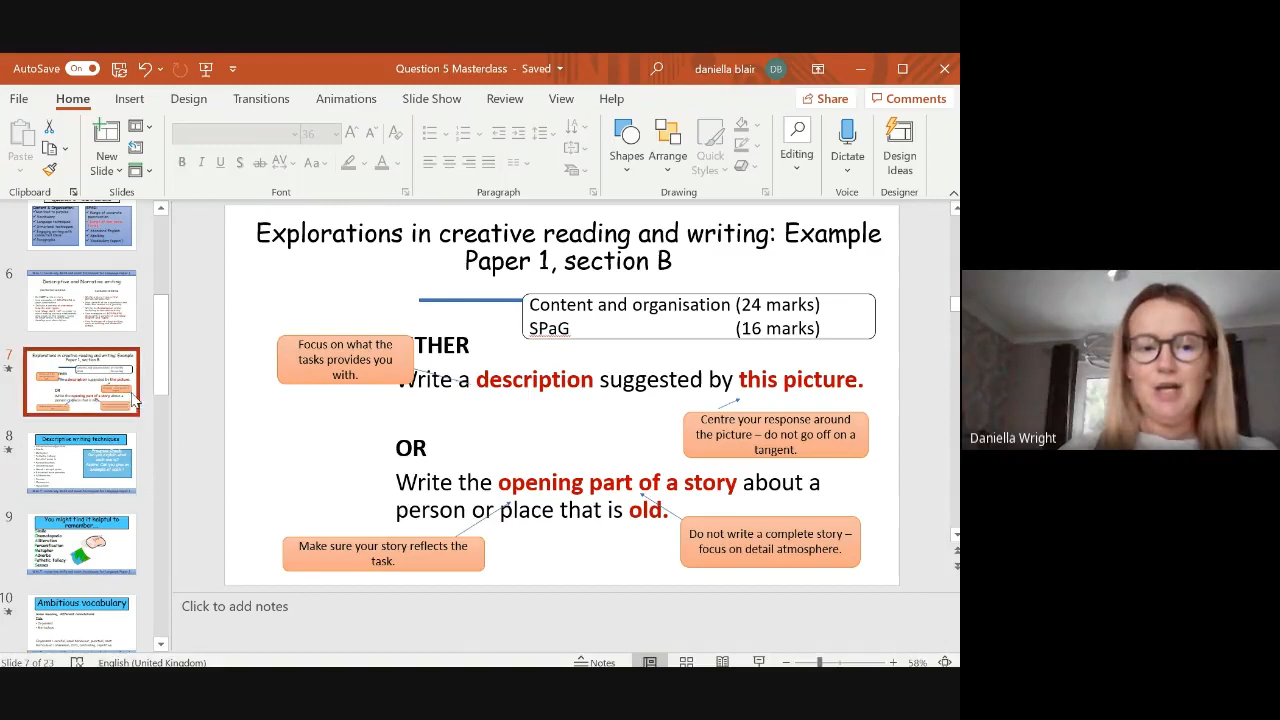 AutoSave On
Question 5 Masterclass - Saved
daniella blair DB
File Home Insert Design Transitions Animations Slide Show Review View Help
Share Comments
Paste
New
Slide
36
Shapes Arrange Quick
Styles
Editing
Dictate
Design
Ideas
Clipboard Slides Font Paragraph Drawing Voice Designer
6
Descriptive and Narrative writing
7
8
Descriptive writing techniques
9
You might find it helpful to
remember...
10
Ambitious vocabulary
Explorations in creative reading and writing: Example
Paper 1, section B
Content and organisation (24 marks)
SPaG (16 marks)
Focus on what the
tasks provides you
with.
THER
Write a description suggested by this picture.
Centre your response around
the picture – do not go off on a
tangent.
OR
Write the opening part of a story about a
person or place that is old.
Make sure your story reflects the
task.
Do not write a complete story –
focus on detail atmosphere.
Click to add notes
Slide 7 of 23 English (United Kingdom) Notes 58%
Daniella Wright